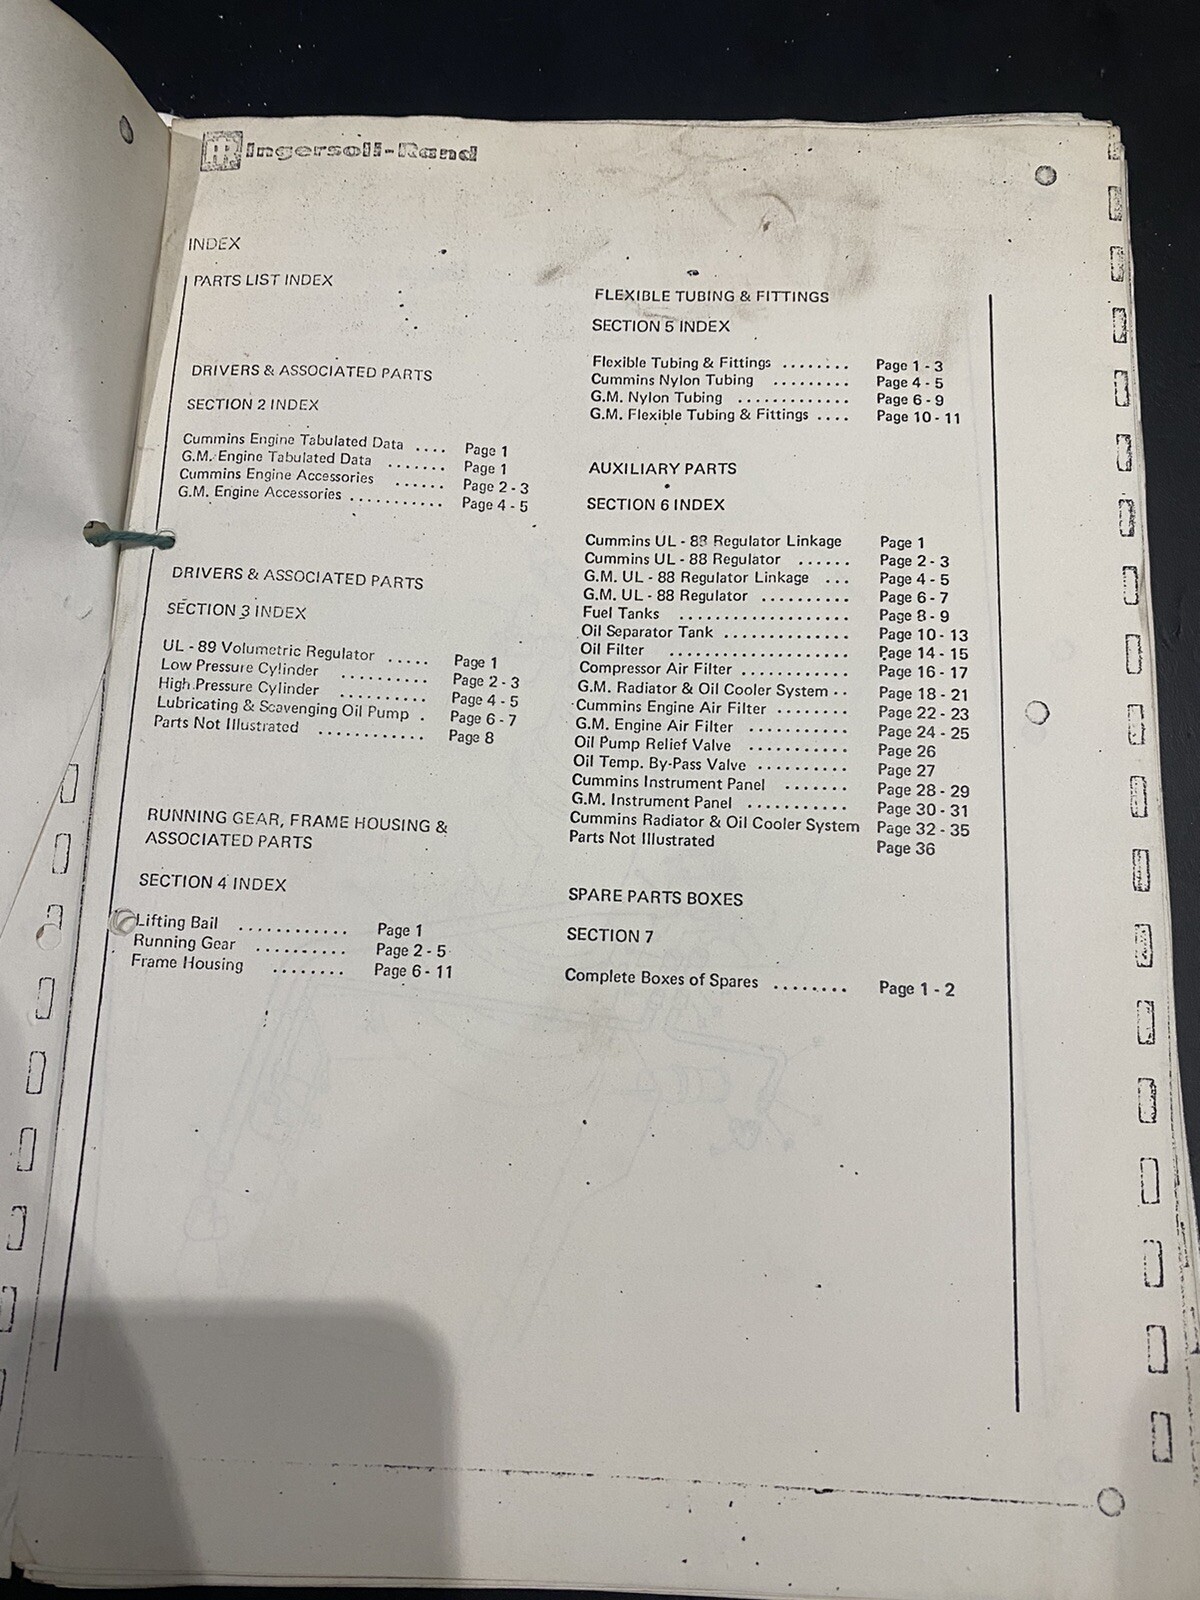 Ingersoll-Rand
INDEX
PARTS LIST INDEX
DRIVERS & ASSOCIATED PARTS
SECTION 2 INDEX
Cummins Engine Tabulated Data .... Page 1
G.M. Engine Tabulated Data ....... Page 1
Cummins Engine Accessories ...... Page 2 - 3
G.M. Engine Accessories ........... Page 4 - 5
DRIVERS & ASSOCIATED PARTS
SECTION 3 INDEX
UL - 89 Volumetric Regulator ..... Page 1
Low Pressure Cylinder .......... Page 2 - 3
High Pressure Cylinder .......... Page 4 - 5
Lubricating & Scavenging Oil Pump . Page 6 - 7
Parts Not Illustrated ............ Page 8
RUNNING GEAR, FRAME HOUSING &
ASSOCIATED PARTS
SECTION 4 INDEX
Lifting Bail ............ Page 1
Running Gear .......... Page 2 - 5
Frame Housing ........ Page 6 - 11
FLEXIBLE TUBING & FITTINGS
SECTION 5 INDEX
Flexible Tubing & Fittings ........ Page 1 - 3
Cummins Nylon Tubing ......... Page 4 - 5
G.M. Nylon Tubing ............. Page 6 - 9
G.M. Flexible Tubing & Fittings .... Page 10 - 11
AUXILIARY PARTS
SECTION 6 INDEX
Cummins UL - 88 Regulator Linkage Page 1
Cummins UL - 88 Regulator ...... Page 2 - 3
G.M. UL - 88 Regulator Linkage ... Page 4 - 5
G.M. UL - 88 Regulator .......... Page 6 - 7
Fuel Tanks .................... Page 8 - 9
Oil Separator Tank .............. Page 10 - 13
Oil Filter ..................... Page 14 - 15
Compressor Air Filter ............ Page 16 - 17
G.M. Radiator & Oil Cooler System .. Page 18 - 21
Cummins Engine Air Filter ........ Page 22 - 23
G.M. Engine Air Filter ........... Page 24 - 25
Oil Pump Relief Valve ........... Page 26
Oil Temp. By-Pass Valve .......... Page 27
Cummins Instrument Panel ....... Page 28 - 29
G.M. Instrument Panel ........... Page 30 - 31
Cummins Radiator & Oil Cooler System Page 32 - 35
Parts Not Illustrated Page 36
SPARE PARTS BOXES
SECTION 7
Complete Boxes of Spares ........ Page 1 - 2